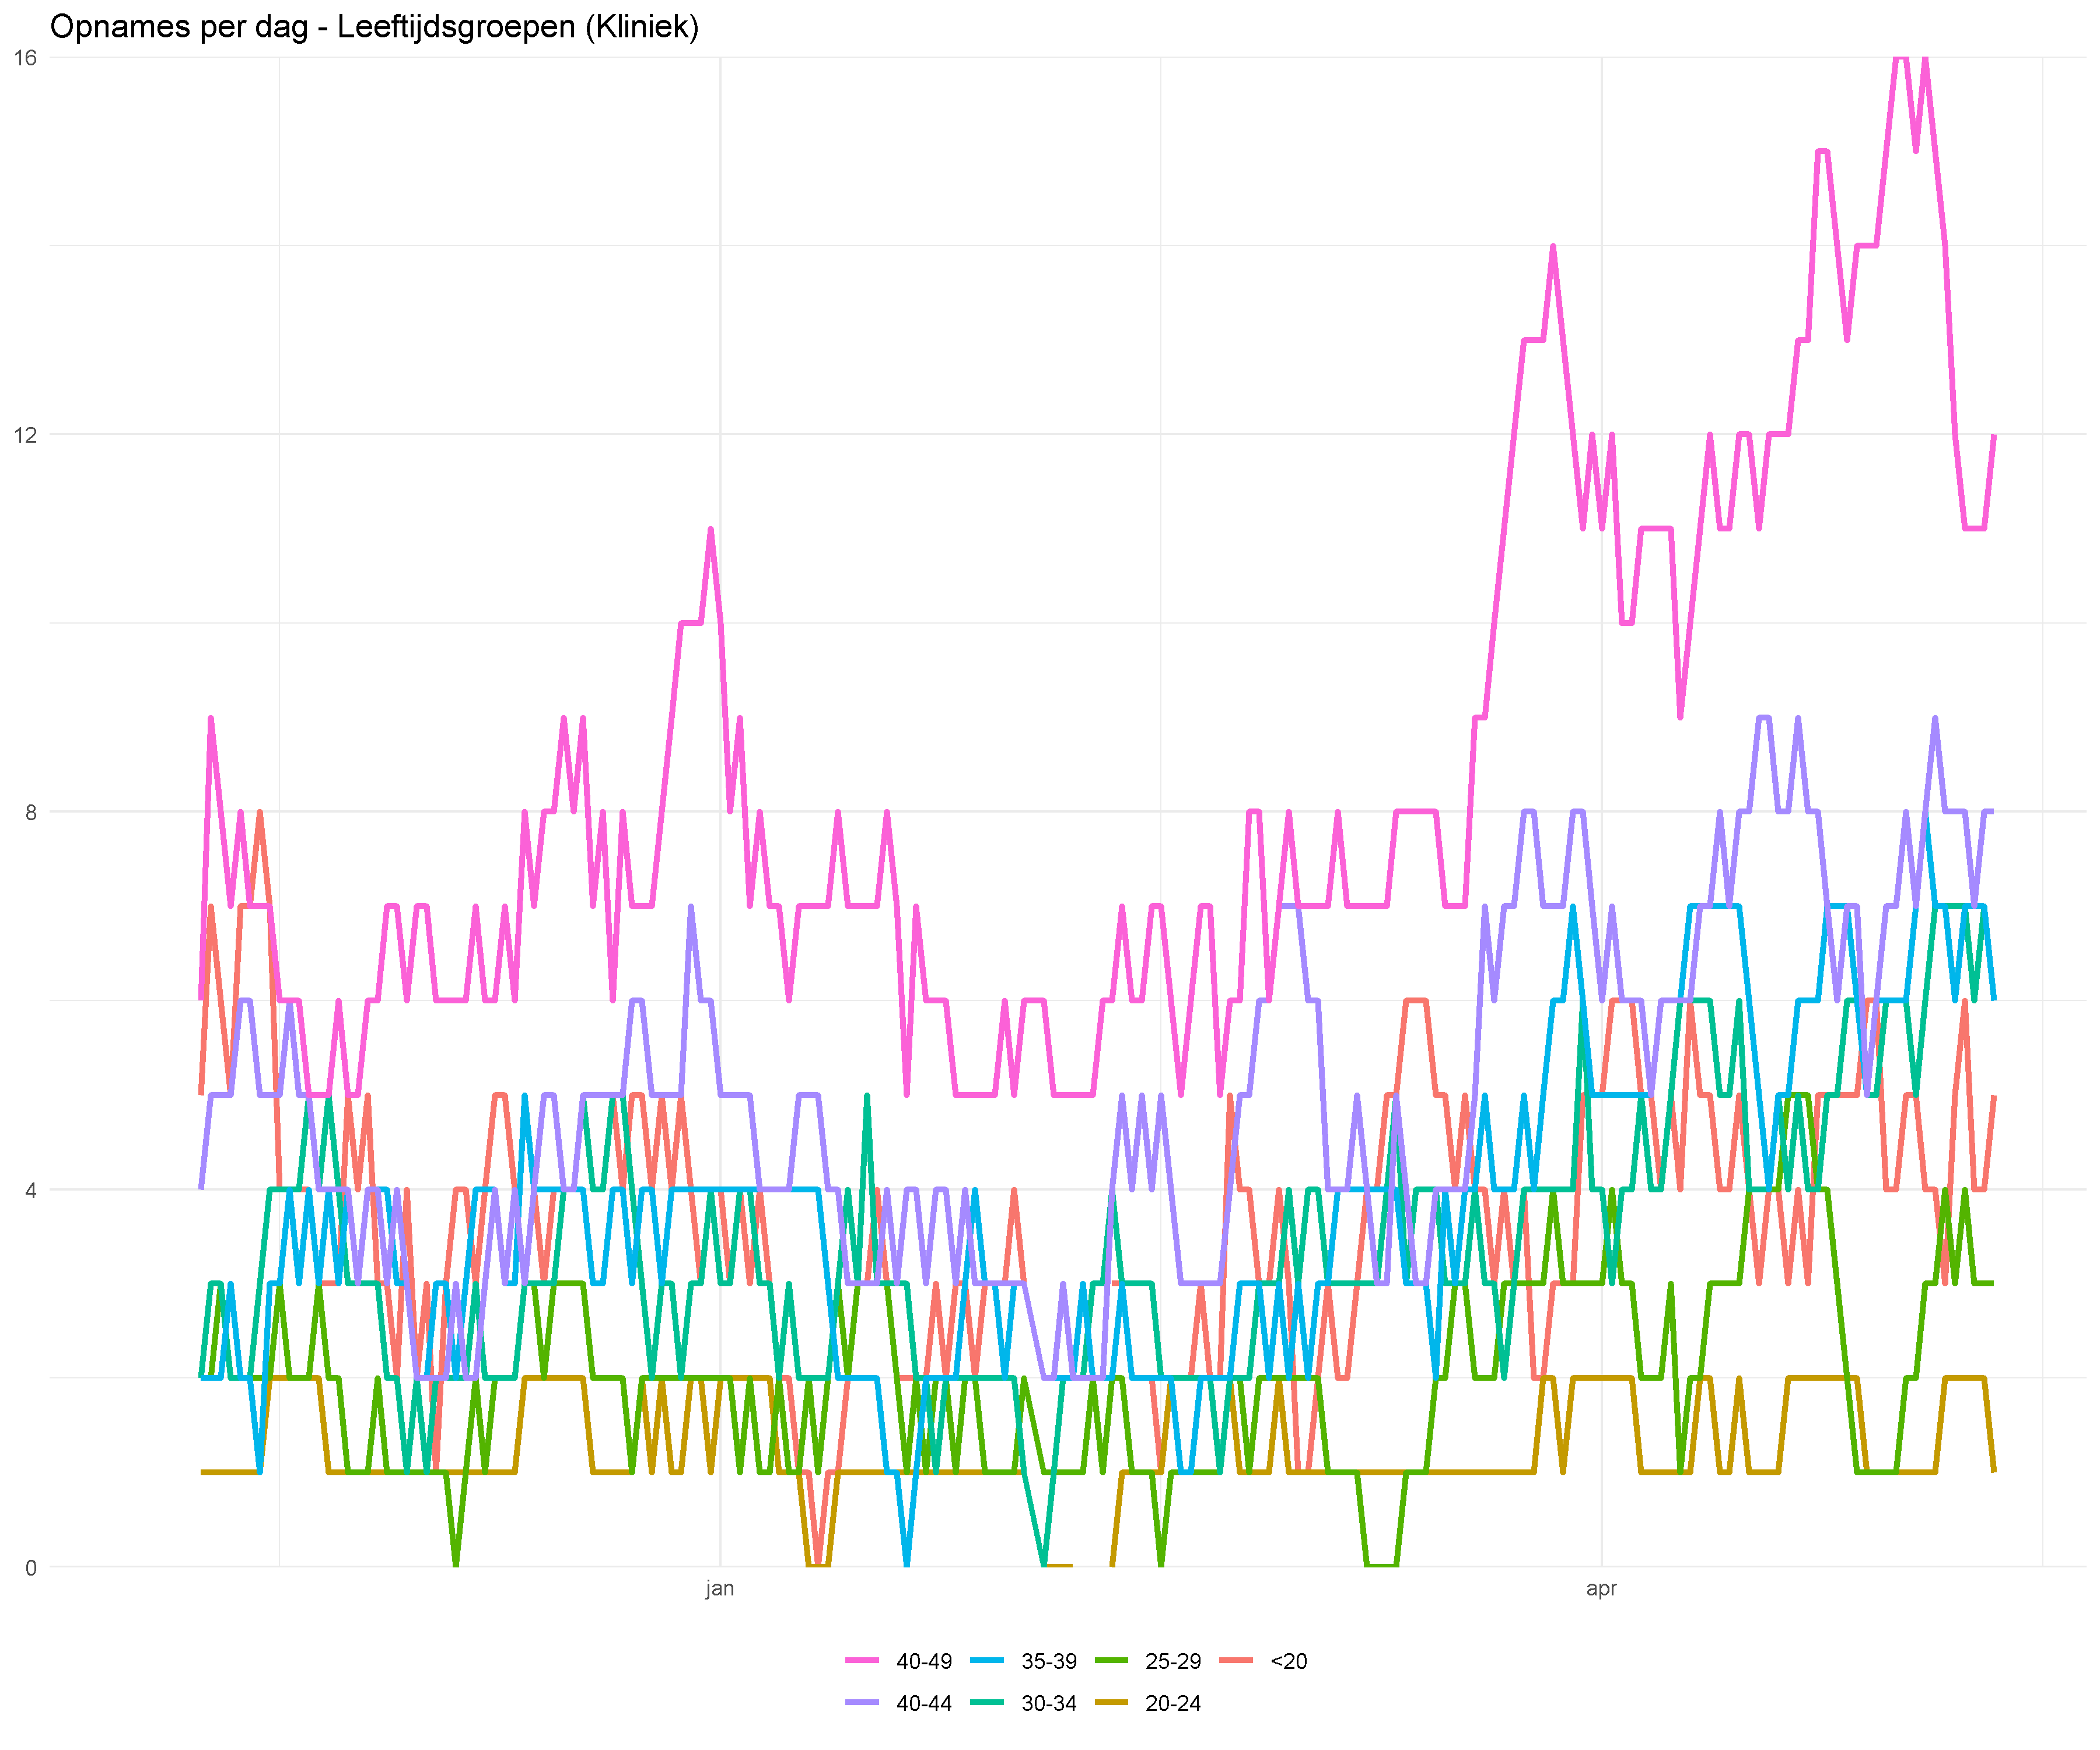 Opnames per dag - Leeftijdsgroepen (Kliniek)
16
12
8
4
0
jan apr
40-49 35-39 25-29 <20
40-44 30-34 20-24